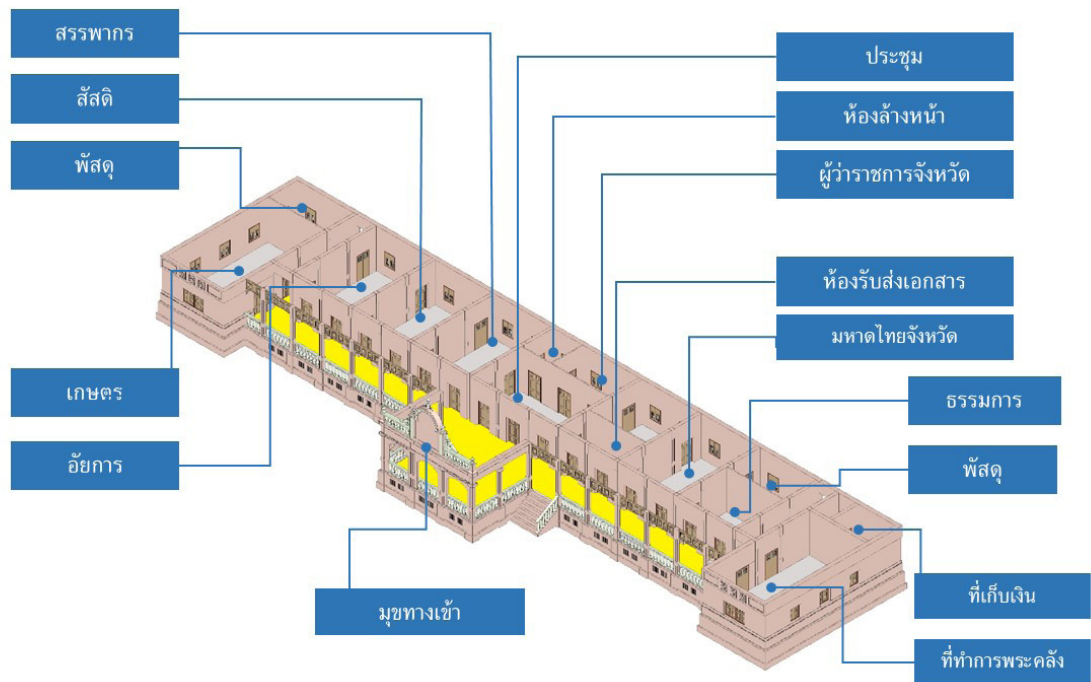 สรรพากร
สัสดิ
พัสดุ
เกษตร
อัยการ
มุขทางเข้า
ประชุม
ห้องล้างหน้า
ผู้ว่าราชการจังหวัด
ห้องรับส่งเอกสาร
มหาดไทยจังหวัด
ธรรมการ
พัสดุ
ที่เก็บเงิน
ที่ทำการพระคลัง